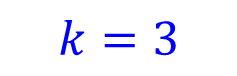 k = 3